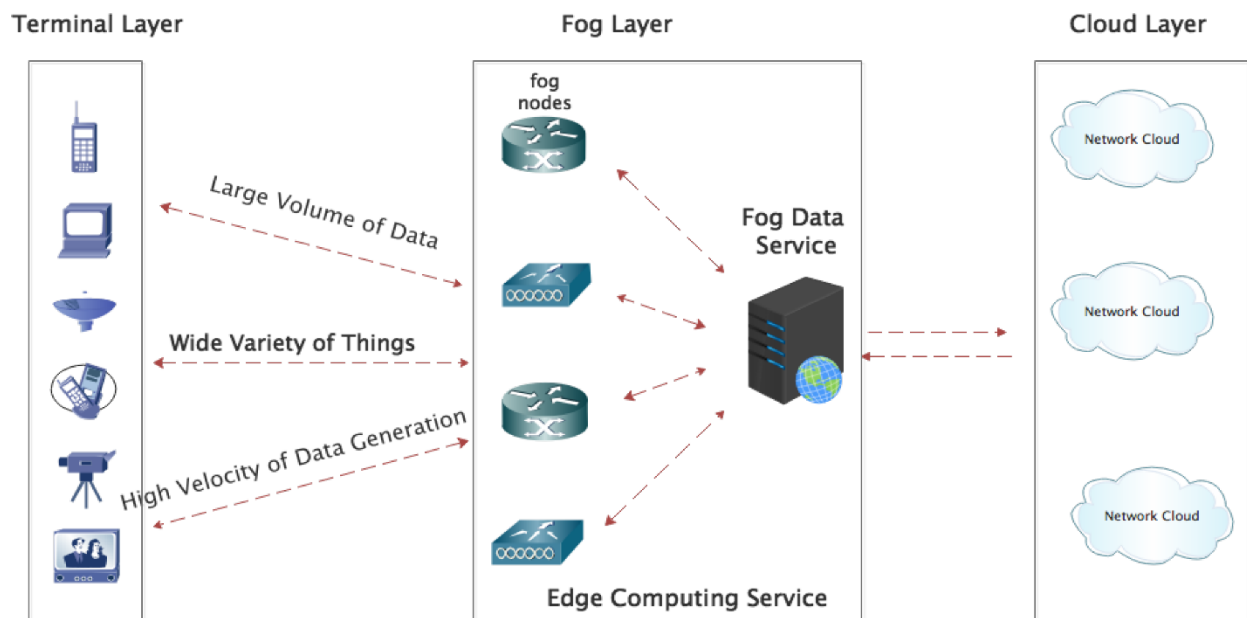 Terminal Layer
Fog Layer
Cloud Layer
fog
nodes
Large Volume of Data
Wide Variety of Things
High Velocity of Data Generation
Fog Data
Service
Edge Computing Service
Network Cloud
Network Cloud
Network Cloud